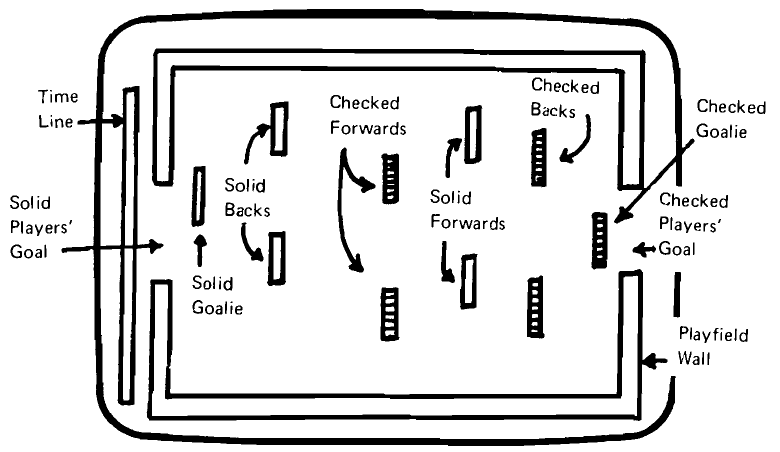 Time
Line
Solid
Players'
Goal
Solid
Backs
Solid
Goalie
Checked
Forwards
Solid
Forwards
Checked
Backs
Checked
Goalie
Checked
Players'
Goal
Playfield
Wall